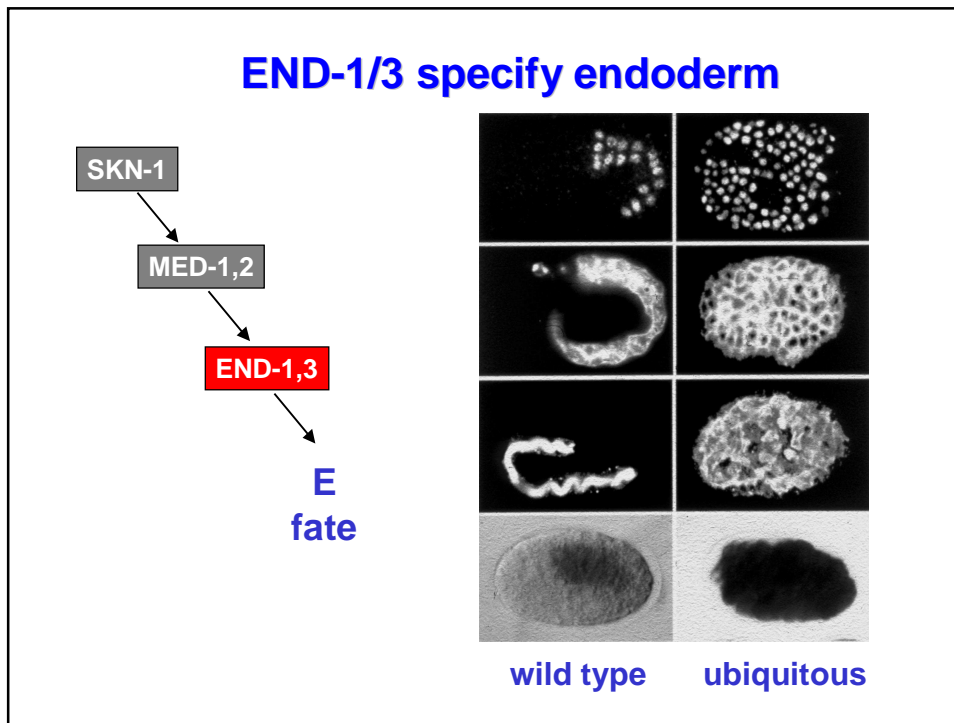 END-1/3 specify endoderm
SKN-1
MED-1,2
END-1,3
E
fate
wild type
ubiquitous